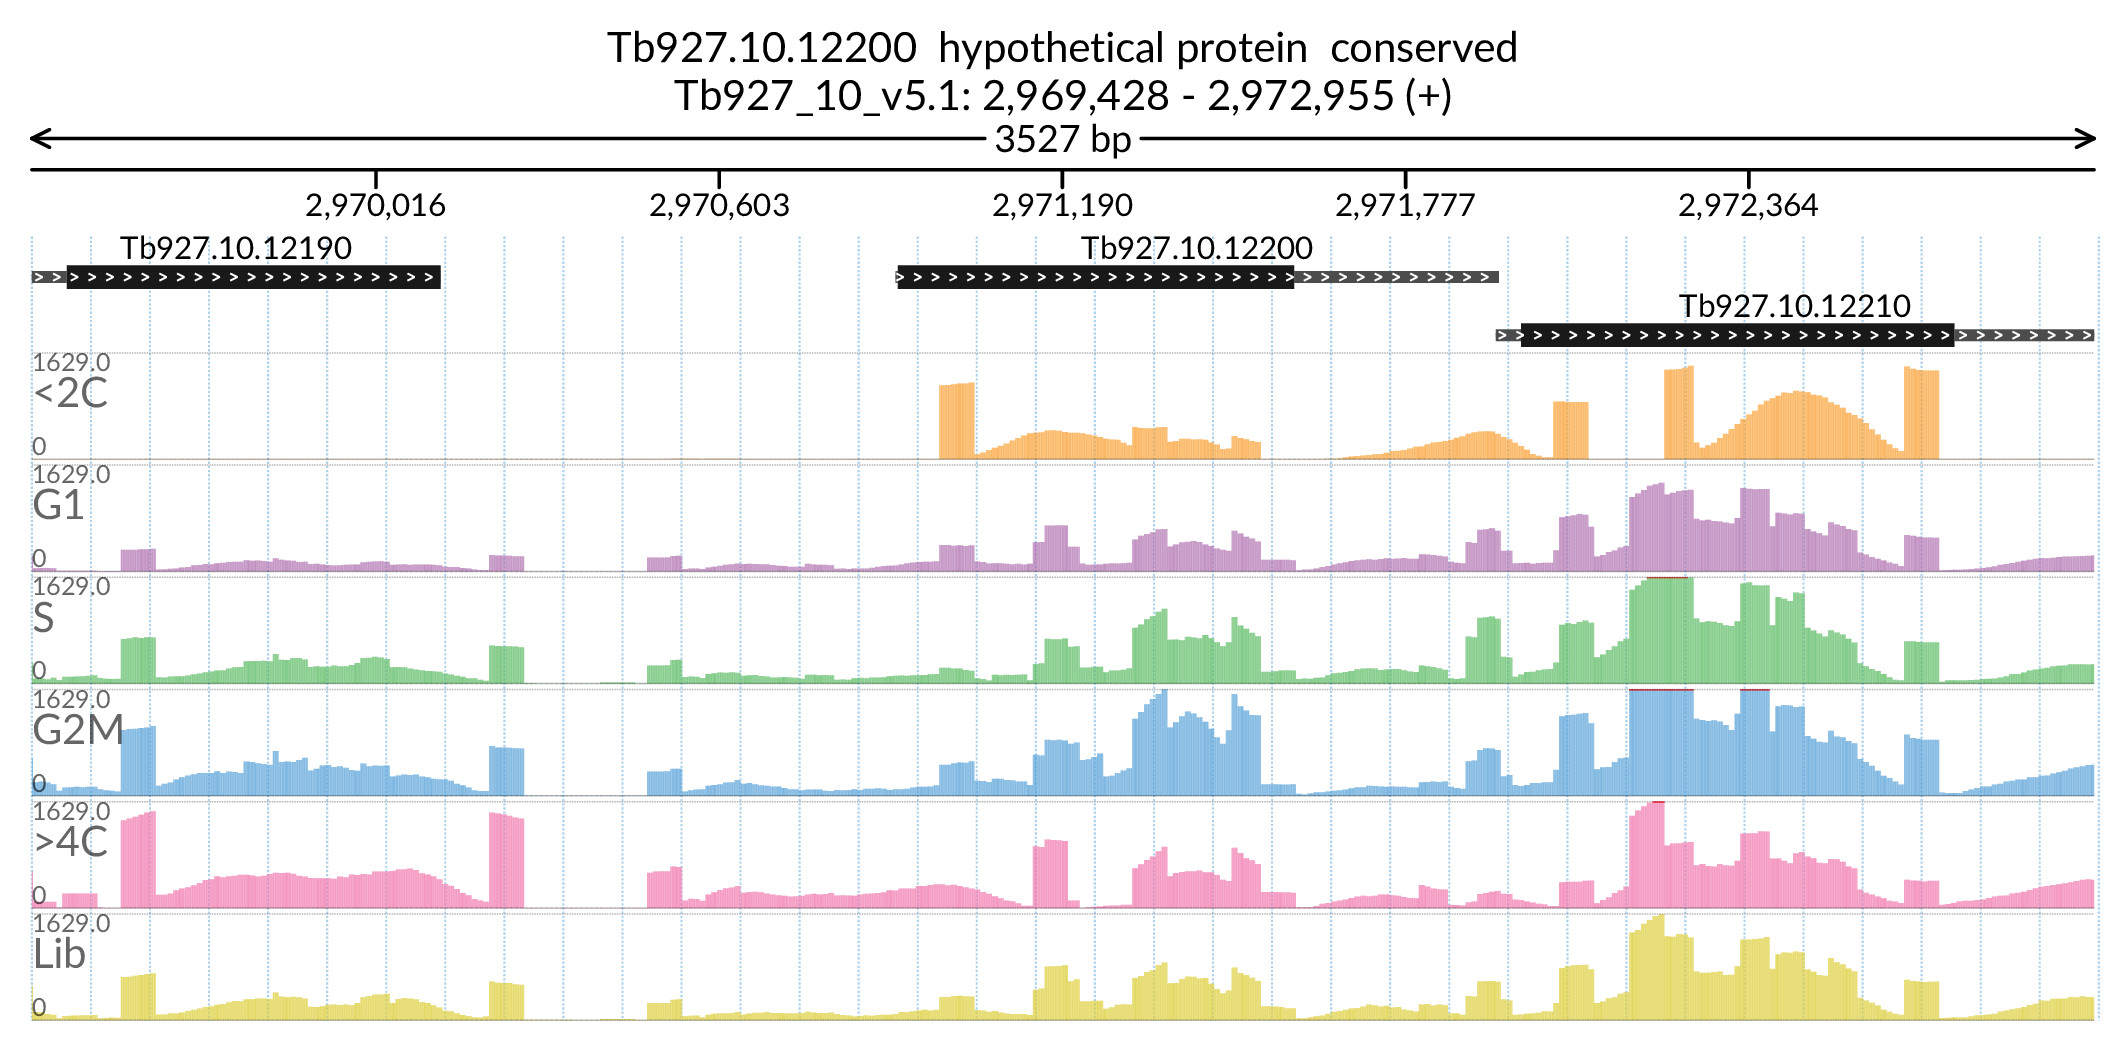 Tb927.10.12200  hypothetical protein  conserved
Tb927_10_v5.1: 2,969,428 - 2,972,955 (+)
3527 bp
2,970,016 2,970,603 2,971,190 2,971,777 2,972,364
Tb927.10.12190 Tb927.10.12200
Tb927.10.12210
1629.0
<2C
0
1629.0
G1
0
1629.0
S
0
1629.0
G2M
0
1629.0
>4C
0
1629.0
Lib
0